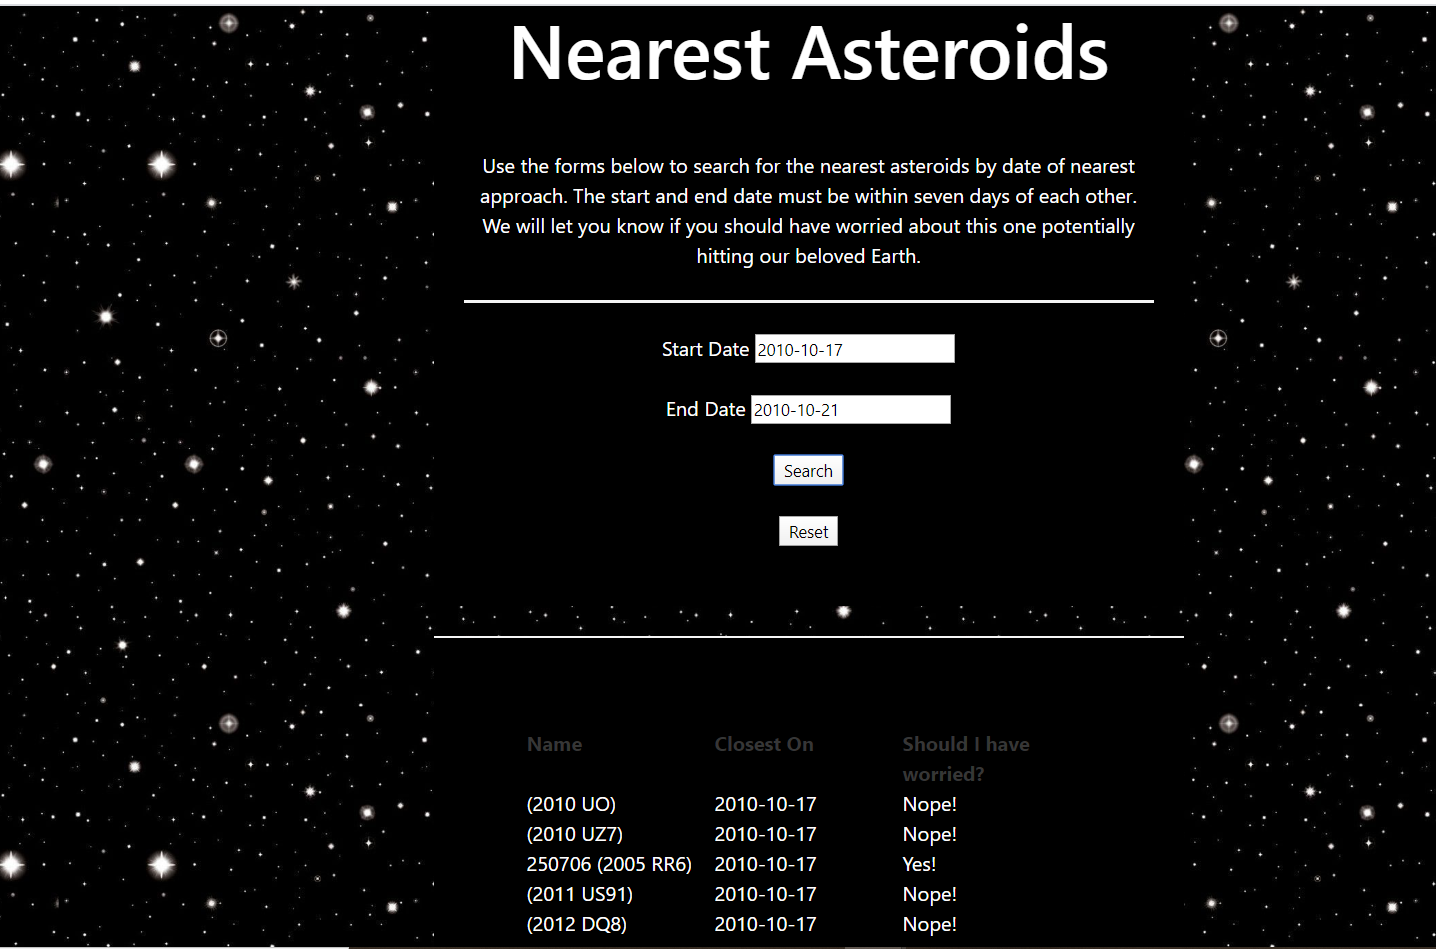 Nearest Asteroids
Use the forms below to search for the nearest asteroids by date of nearest
approach. The start and end date must be within seven days of each other.
We will let you know if you should have worried about this one potentially
hitting our beloved Earth.
Start Date 2010-10-17
End Date 2010-10-21
Search
Reset
Name Closest On Should I have
worried?
(2010 UO) 2010-10-17 Nope!
(2010 UZ7) 2010-10-17 Nope!
250706 (2005 RR6) 2010-10-17 Yes!
(2011 US91) 2010-10-17 Nope!
(2012 DQ8) 2010-10-17 Nope!